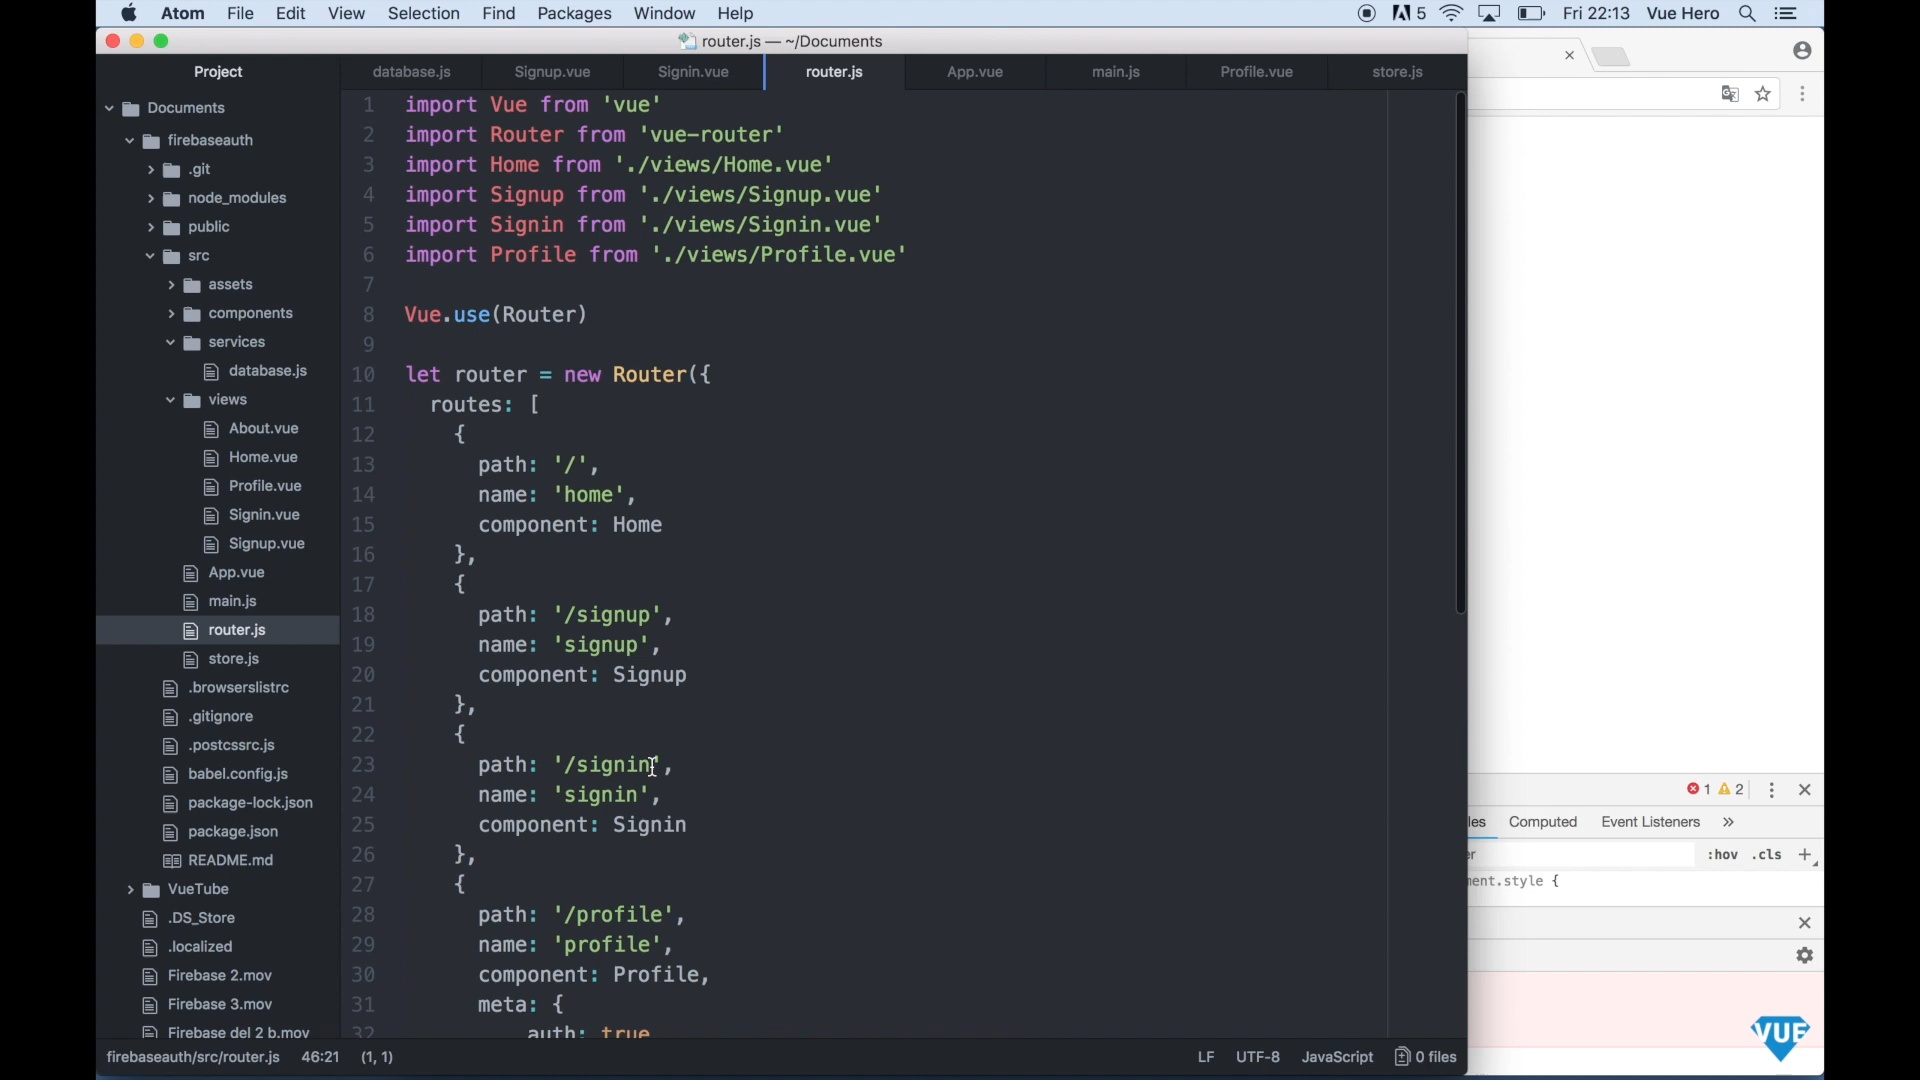 Atom File Edit View Selection Find Packages Window Help 5 Fri 22:13 Vue Hero
router.js — ~/Documents
Project
database.js Signup.vue Signin.vue router.js App.vue main.js Profile.vue store.js
Documents
firebaseauth
.git
node_modules
public
src
assets
components
services
database.js
views
About.vue
Home.vue
Profile.vue
Signin.vue
Signup.vue
App.vue
main.js
router.js
store.js
.browserslistrc
.gitignore
.postcssrc.js
babel.config.js
package-lock.json
package.json
README.md
VueTube
.DS_Store
.localized
Firebase 2.mov
Firebase 3.mov
Firebase del 2 b.mov
1 import Vue from 'vue'
2 import Router from 'vue-router'
3 import Home from './views/Home.vue'
4 import Signup from './views/Signup.vue'
5 import Signin from './views/Signin.vue'
6 import Profile from './views/Profile.vue'
7
8 Vue.use(Router)
9
10 let router = new Router({
11 routes: [
12 {
13 path: '/',
14 name: 'home',
15 component: Home
16 },
17 {
18 path: '/signup',
19 name: 'signup',
20 component: Signup
21 },
22 {
23 path: '/signin',
24 name: 'signin',
25 component: Signin
26 },
27 {
28 path: '/profile',
29 name: 'profile',
30 component: Profile,
31 meta: {
32 auth: true
1 2
les Computed Event Listeners »
er :hov .cls +
ment.style {
VUE
firebaseauth/src/router.js 46:21 (1, 1) LF UTF-8 JavaScript 0 files